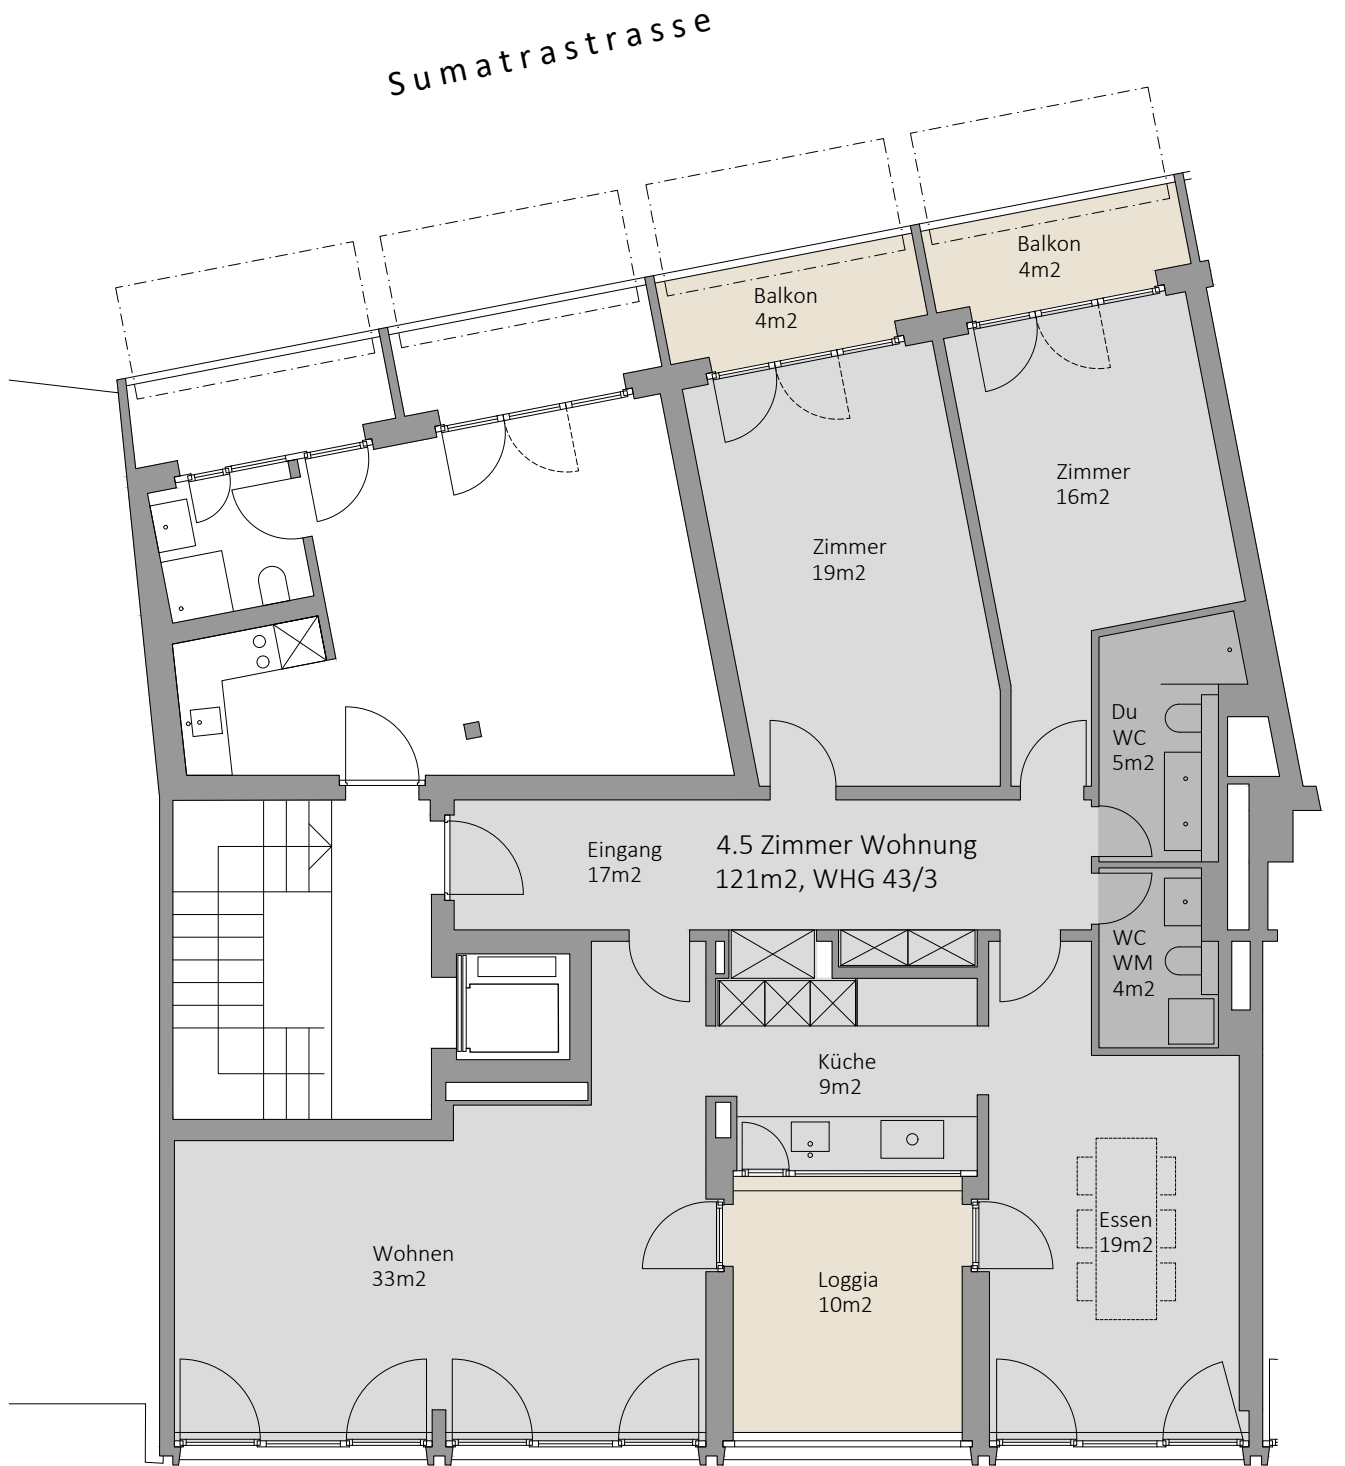 Sumatrastrasse
Balkon
4m2
Balkon
4m2
Zimmer
16m2
Zimmer
19m2
Du
WC
5m2
4.5 Zimmer Wohnung
121m2, WHG 43/3
Eingang
17m2
WC
WM
4m2
Küche
9m2
Essen
19m2
Wohnen
33m2
Loggia
10m2